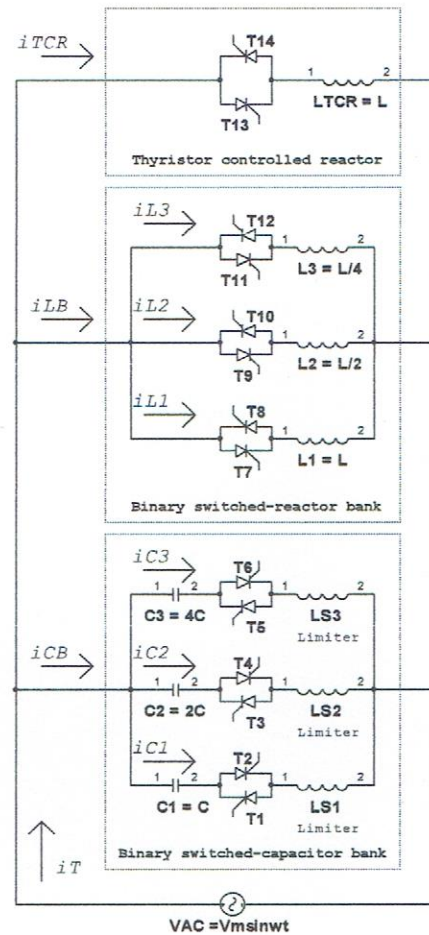 iTCR
T14
1 2
LTCR = L
T13
Thyristor controlled reactor
iL3
T12
1 2
T11
L3 = L/4
iLB
iL2
T10
1 2
T9
L2 = L/2
iL1
T8
1 2
T7
L1 = L
Binary switched-reactor bank
iC3
T6
1 2
1 2
C3 = 4C
T5
LS3
Limiter
iCB
iC2
T4
1 2
1 2
C2 = 2C
T3
LS2
Limiter
iC1
T2
1 2
1 2
C1 = C
T1
LS1
Limiter
Binary switched-capacitor bank
iT
VAC =Vmsinwt